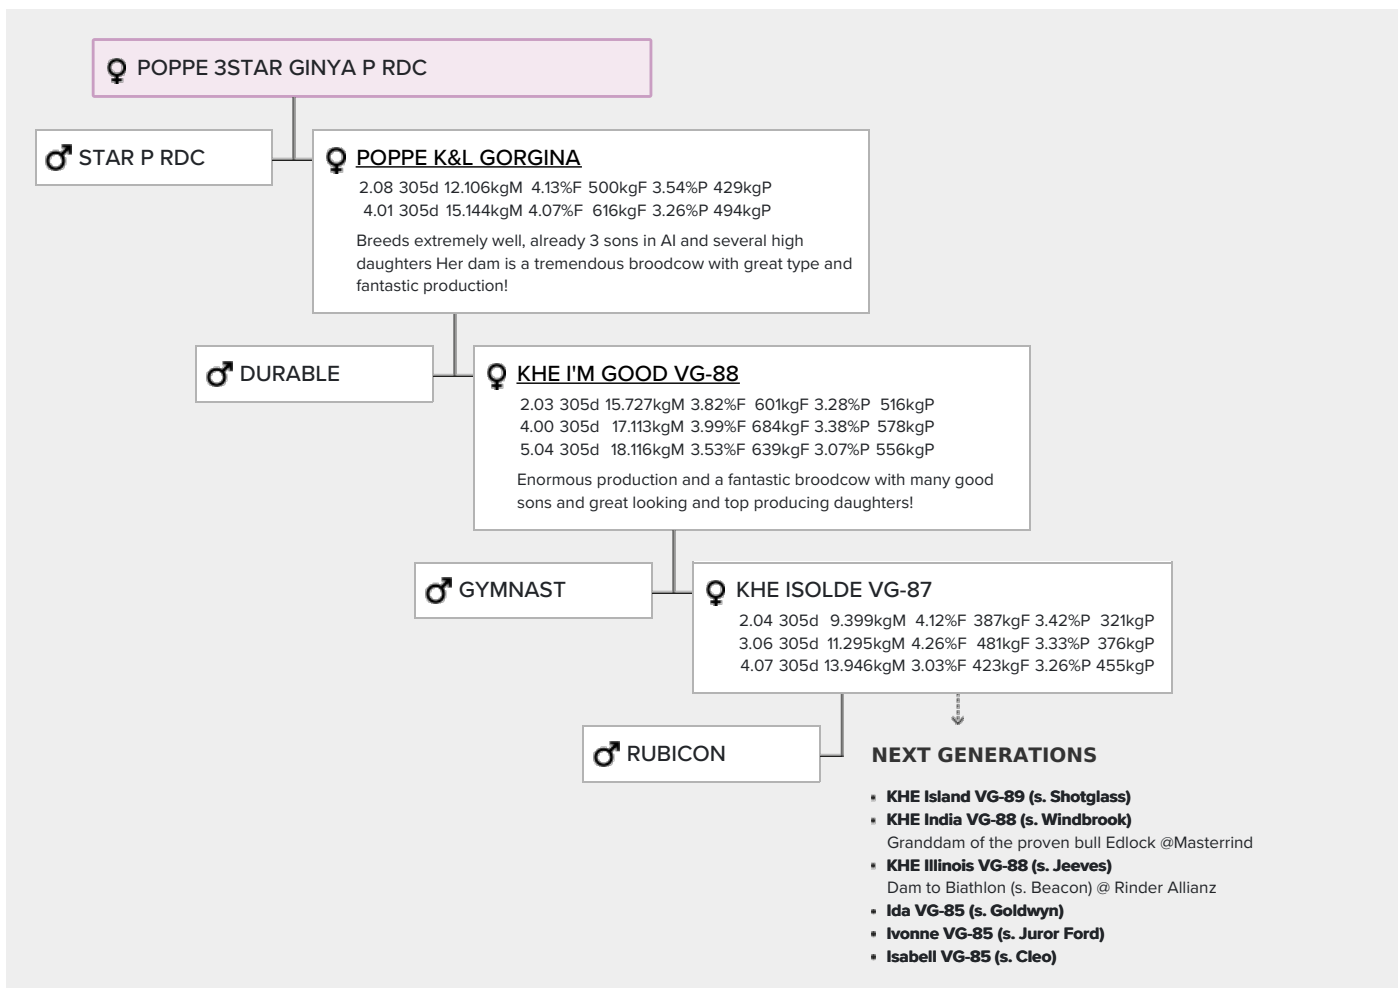 POPPE 3STAR GINYA P RDC
STAR P RDC
POPPE K&L GORGINA
2.08 305d 12.106kgM 4.13%F 500kgF 3.54%P 429kgP
4.01 305d 15.144kgM 4.07%F 616kgF 3.26%P 494kgP
Breeds extremely well, already 3 sons in AI and several high
daughters Her dam is a tremendous broodcow with great type and
fantastic production!
DURABLE
KHE I'M GOOD VG-88
2.03 305d 15.727kgM 3.82%F 601kgF 3.28%P 516kgP
4.00 305d 17.113kgM 3.99%F 684kgF 3.38%P 578kgP
5.04 305d 18.116kgM 3.53%F 639kgF 3.07%P 556kgP
Enormous production and a fantastic broodcow with many good
sons and great looking and top producing daughters!
GYMNAST
KHE ISOLDE VG-87
2.04 305d 9.399kgM 4.12%F 387kgF 3.42%P 321kgP
3.06 305d 11.295kgM 4.26%F 481kgF 3.33%P 376kgP
4.07 305d 13.946kgM 3.03%F 423kgF 3.26%P 455kgP
RUBICON
NEXT GENERATIONS
▪ KHE Island VG-89 (s. Shotglass)
▪ KHE India VG-88 (s. Windbrook)
Granddam of the proven bull Edlock @Masterrind
▪ KHE Illinois VG-88 (s. Jeeves)
Dam to Biathlon (s. Beacon) @ Rinder Allianz
▪ Ida VG-85 (s. Goldwyn)
▪ Ivonne VG-85 (s. Juror Ford)
▪ Isabell VG-85 (s. Cleo)